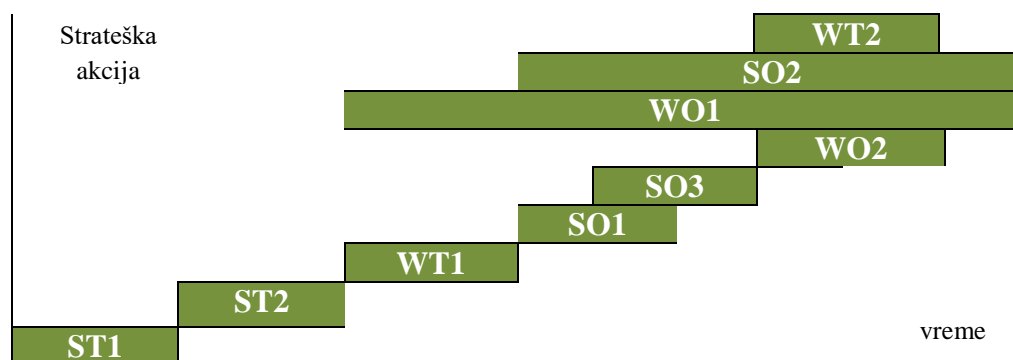 Strateška
akcija
WT2
SO2
WO1
WO2
SO3
SO1
WT1
ST2
ST1
vreme